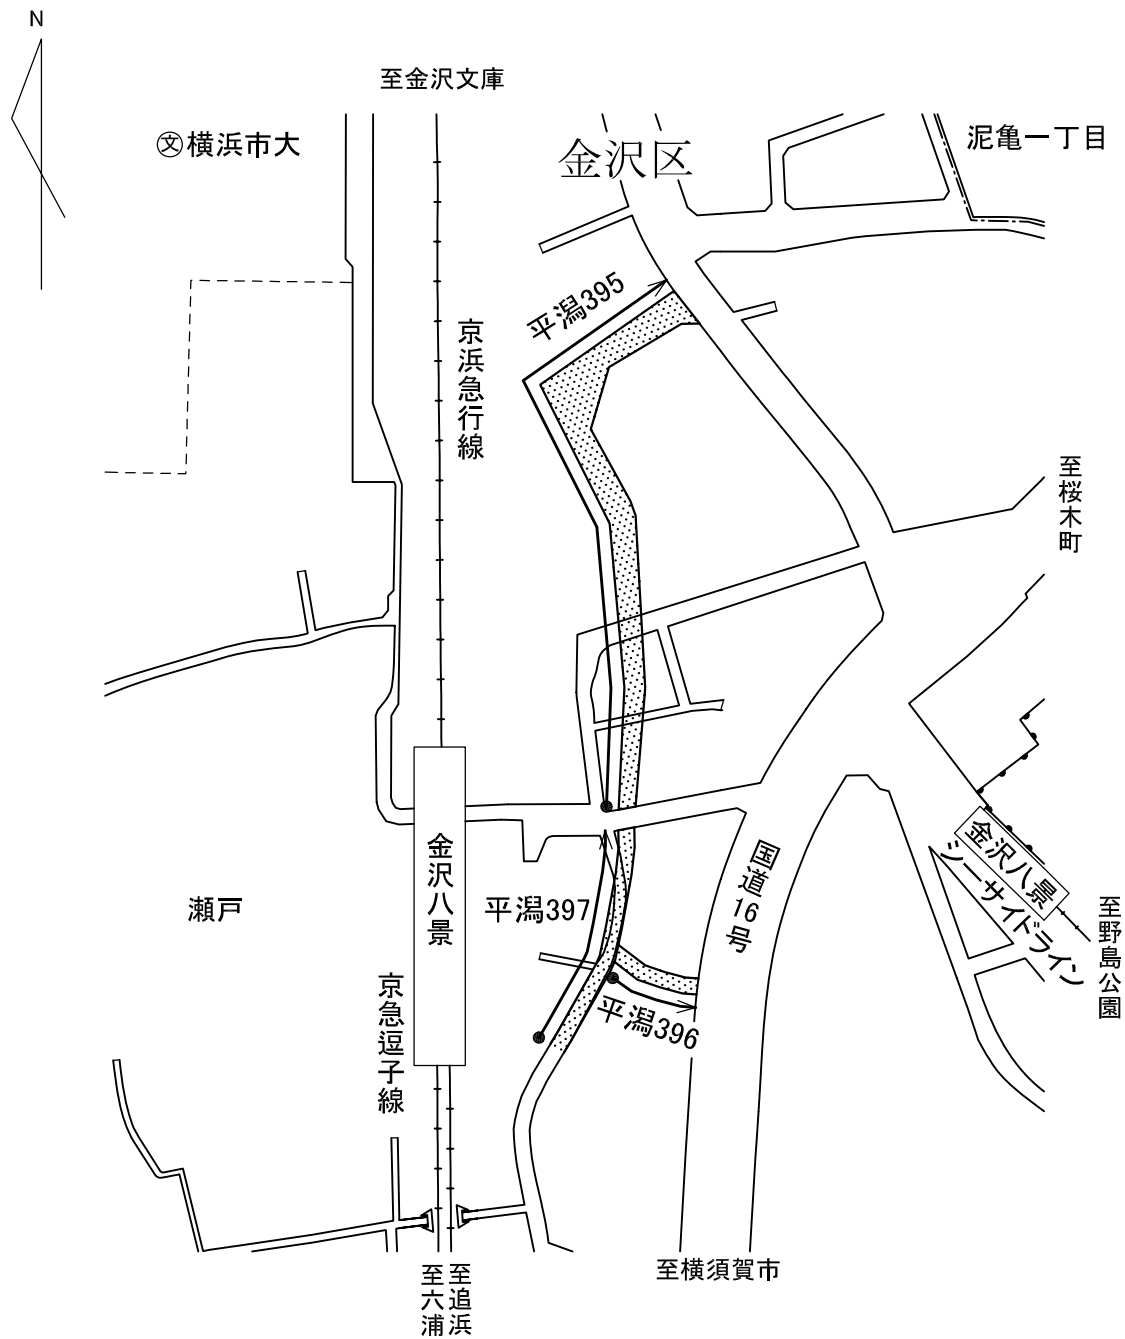 N
至金沢文庫
文横浜市大
金沢区
泥亀一丁目
平潟395
京浜急行線
至桜木町
金沢八景
国道16号
金沢八景
シーサイドライン
至野島公園
瀬戸
平潟397
平潟396
京急逗子線
至六浦
至追浜
至横須賀市